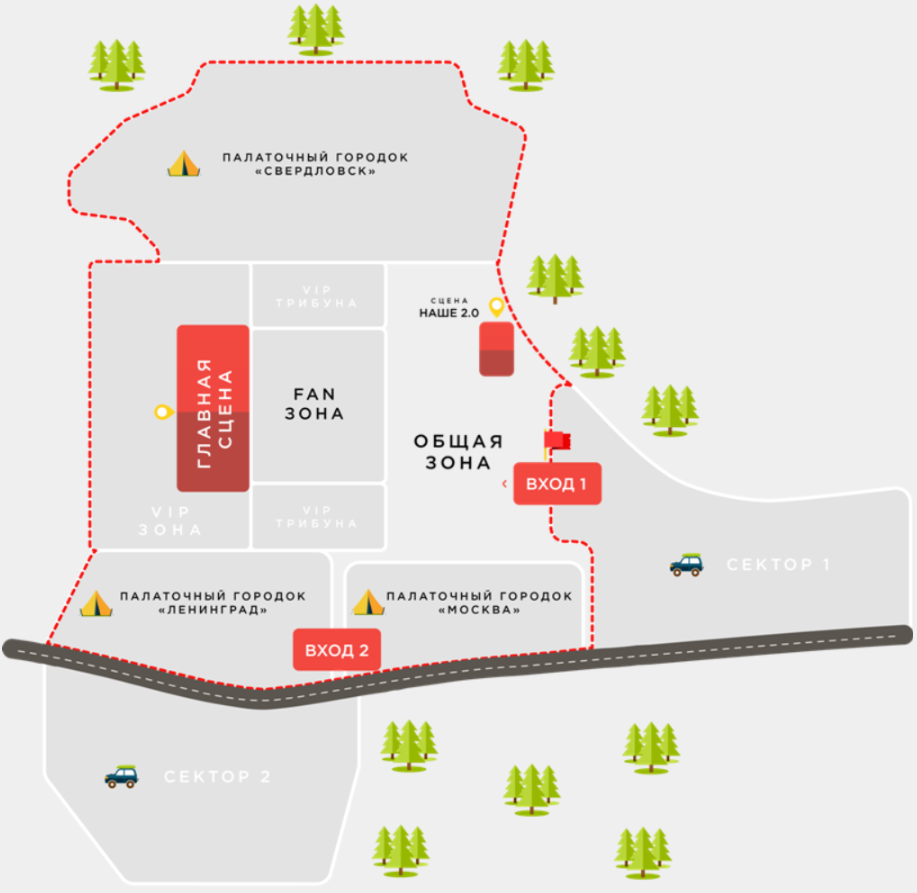 ПАЛАТОЧНЫЙ ГОРОДОК
«СВЕРДЛОВСК»
VIP
ТРИБУНА
СЦЕНА
НАШЕ 2.0
ГЛАВНАЯ
СЦЕНА
FAN
ЗОНА
ОБЩАЯ
ЗОНА
ВХОД 1
VIP
ЗОНА
VIP
ТРИБУНА
СЕКТОР 1
ПАЛАТОЧНЫЙ ГОРОДОК
«ЛЕНИНГРАД»
ПАЛАТОЧНЫЙ ГОРОДОК
«МОСКВА»
ВХОД 2
СЕКТОР 2